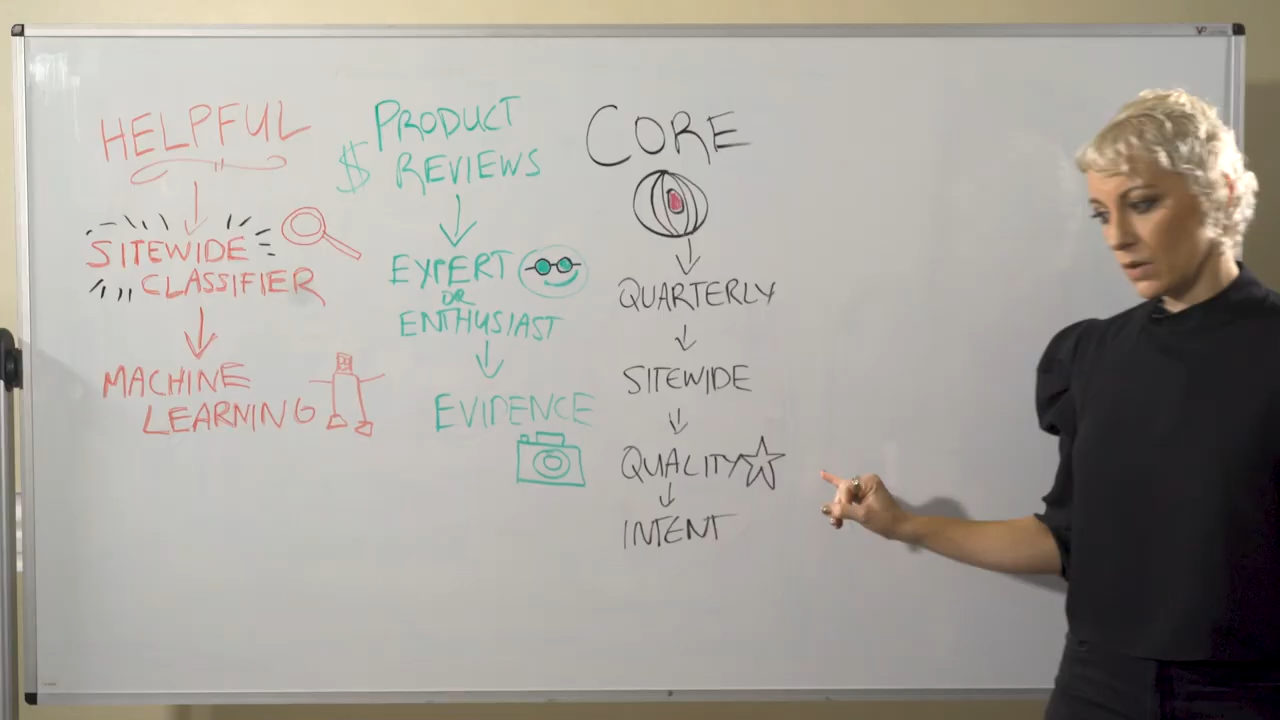 HELPFUL
SITEWIDE
CLASSIFIER
MACHINE
LEARNING
PRODUCT
$ REVIEWS
EXPERT
OR
ENTHUSIAST
EVIDENCE
CORE
QUARTERLY
SITEWIDE
QUALITY
INTENT